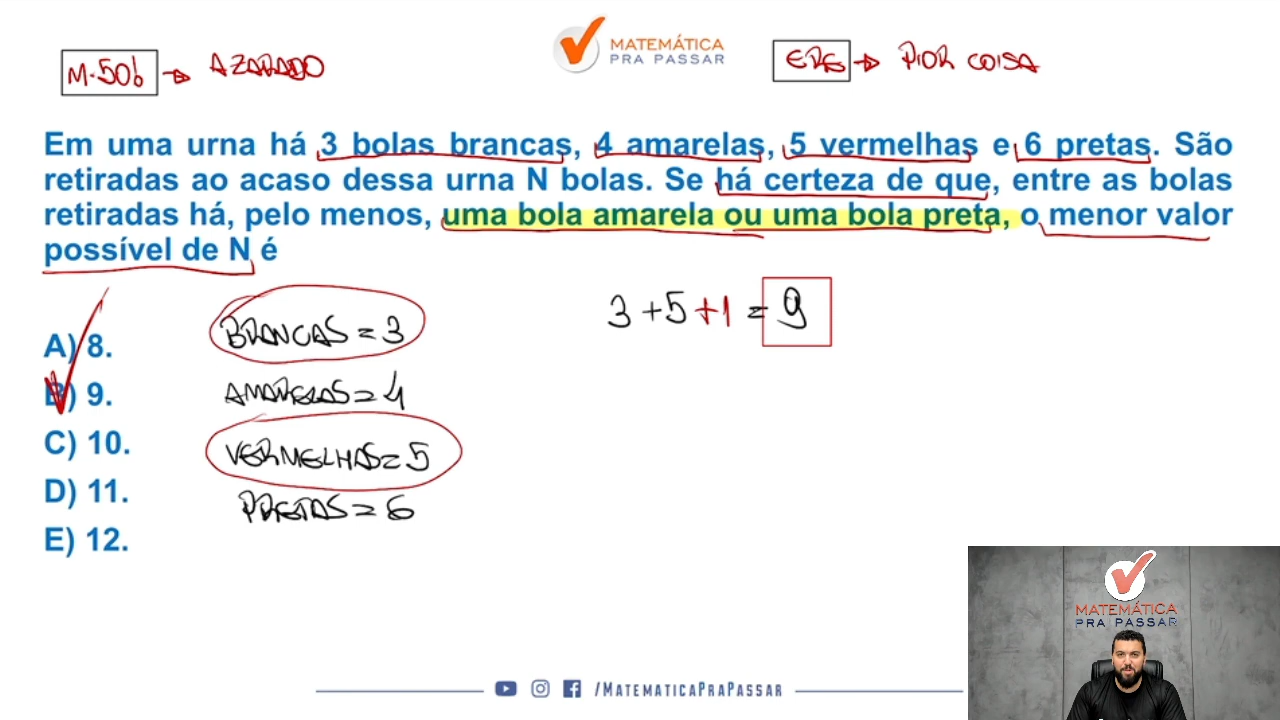 M.50! → AZARADO
MATEMÁTICA
PRA PASSAR
→ PIOR COISA
Em uma urna há 3 bolas brancas, 4 amarelas, 5 vermelhas e 6 pretas. São
retiradas ao acaso dessa urna N bolas. Se há certeza de que, entre as bolas
retiradas há, pelo menos, uma bola amarela ou uma bola preta, o menor valor
possível de N é
A) 8.
B) 9.
C) 10.
D) 11.
E) 12.
BRANCAS = 3
AMARELAS = 4
VERMELHAS = 5
PRETAS = 6
3 + 5 + 1 = 9
MATEMÁTICA
PRA PASSAR
/MATEMATICAPRAPASSAR